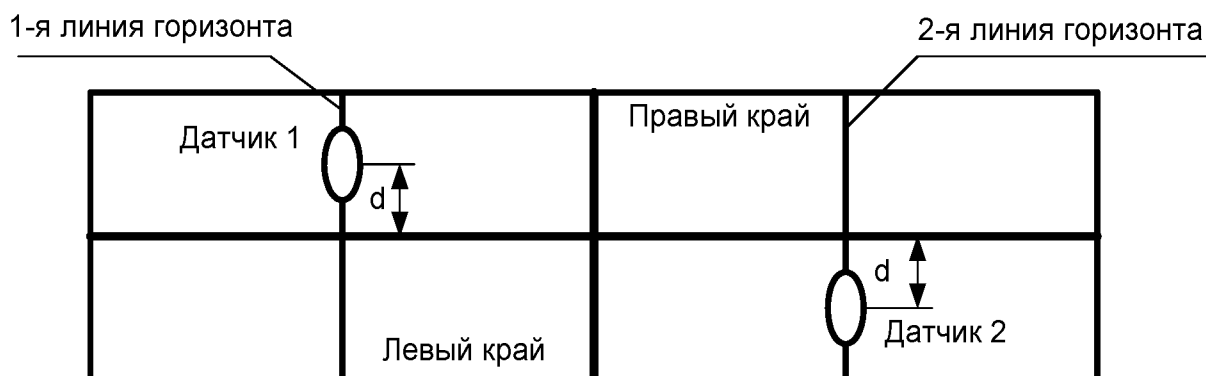 1-я линия горизонта
2-я линия горизонта
Правый край
Датчик 1
d
d
Датчик 2
Левый край